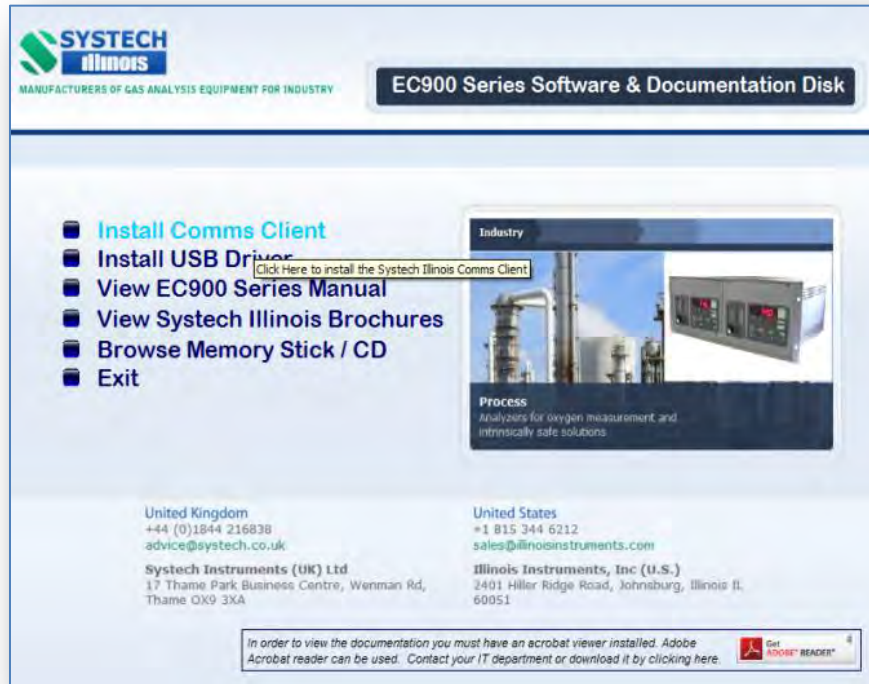 SYSTECH
Illinois
MANUFACTURERS OF GAS ANALYSIS EQUIPMENT FOR INDUSTRY
EC900 Series Software & Documentation Disk
Install Comms Client
Install USB Driver
Click Here to install the Systech Illinois Comms Client
View EC900 Series Manual
View Systech Illinois Brochures
Browse Memory Stick / CD
Exit
Industry
Process
Analyzers for oxygen measurement and
intrinsically safe solutions
United Kingdom
+44 (0)1844 216838
advice@systech.co.uk
Systech Instruments (UK) Ltd
17 Thame Park Business Centre, Wenman Rd,
Thame OX9 3XA
United States
+1 815 344 6212
sales@illinoisinstruments.com
Illinois Instruments, Inc (U.S.)
2401 Hiller Ridge Road, Johnsburg, Illinois IL
60051
In order to view the documentation you must have an acrobat viewer installed. Adobe
Acrobat reader can be used. Contact your IT department or download it by clicking here.
Get
ADOBE® READER®